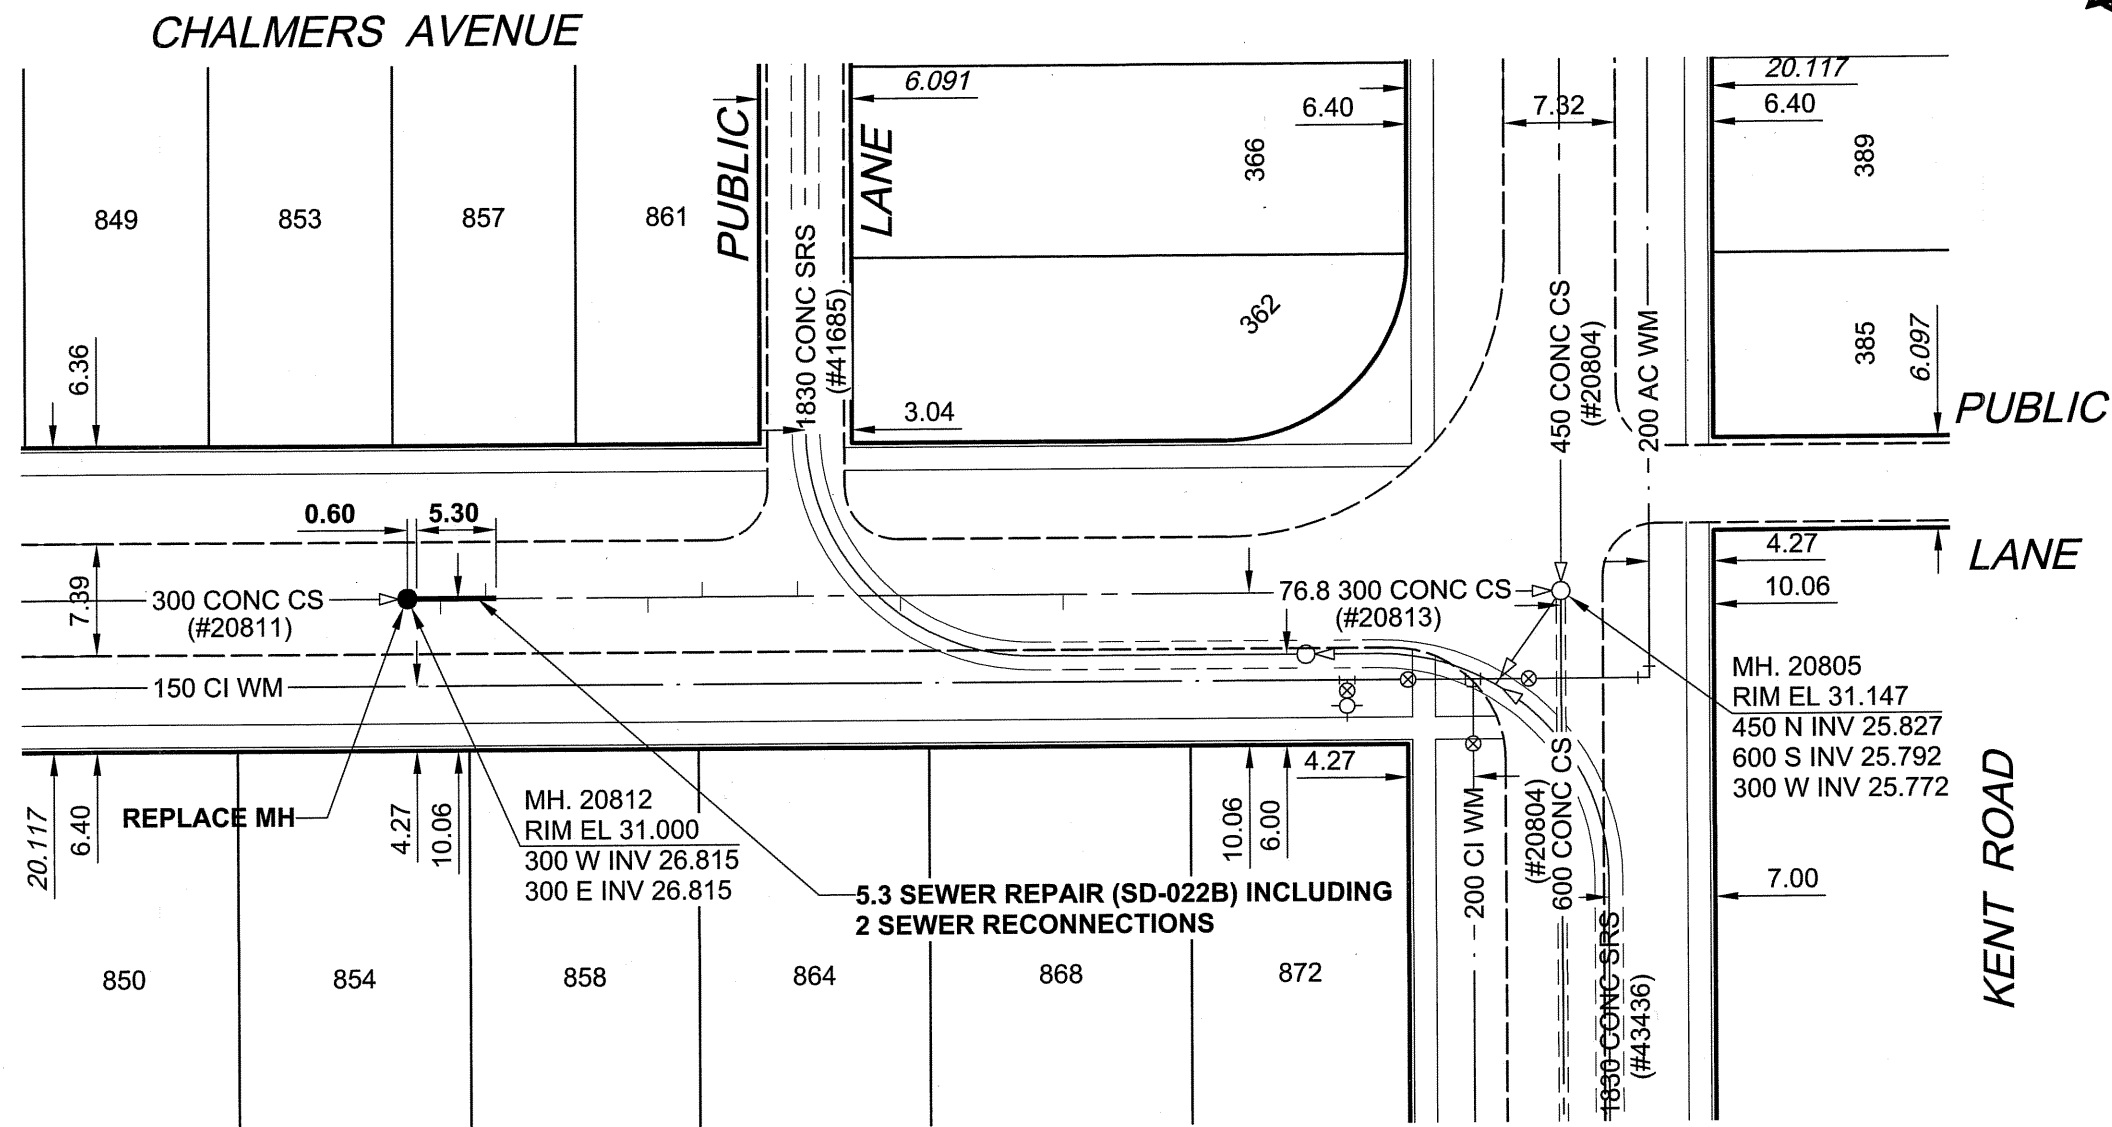 CHALMERS AVENUE
6.091
20.117
6.40
7.32
6.40
PUBLIC
LANE
366
389
849
853
857
861
1830 CONC SRS
(#41685)
362
450 CONC CS
(#20804)
200 AC WM
385
6.097
6.36
3.04
PUBLIC
LANE
0.60
5.30
4.27
10.06
7.39
300 CONC CS
(#20811)
76.8 300 CONC CS
(#20813)
150 CI WM
MH. 20805
RIM EL 31.147
450 N INV 25.827
600 S INV 25.792
300 W INV 25.772
4.27
REPLACE MH
20.117
6.40
4.27
10.06
MH. 20812
RIM EL 31.000
300 W INV 26.815
300 E INV 26.815
10.06
6.00
200 CI WM
(#20804)
600 CONC CS
7.00
KENT ROAD
5.3 SEWER REPAIR (SD-022B) INCLUDING
2 SEWER RECONNECTIONS
1830 CONC SRS
(#43436)
850
854
858
864
868
872